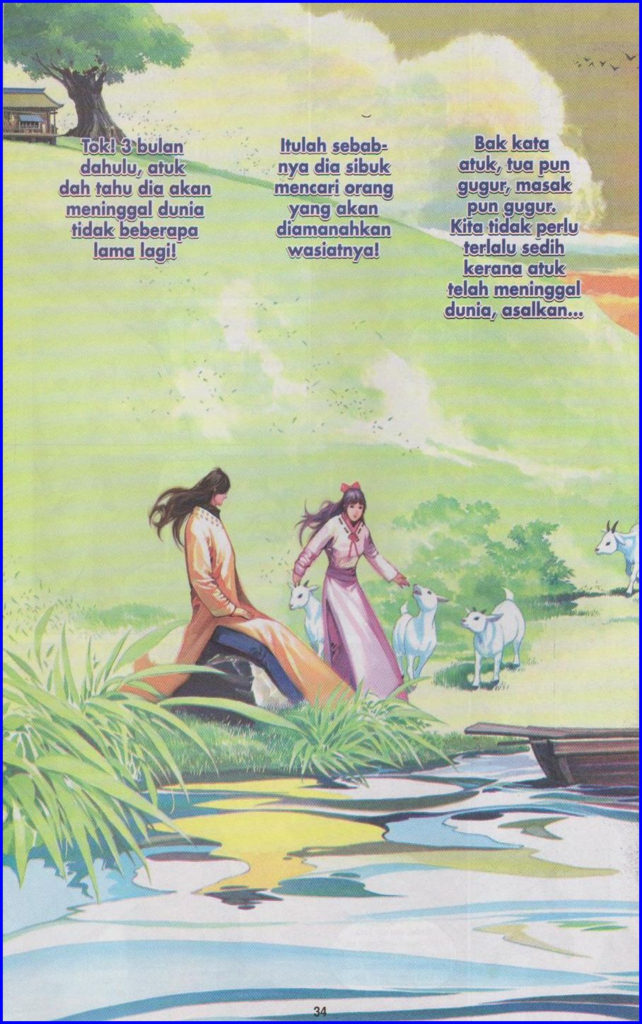 Tok! 3 bulan
dahulu, atuk
dah tahu dia akan
meninggal dunia
tidak beberapa
lama lagi!
Itulah sebab-
nya dia sibuk
mencari orang
yang akan
diamanahkan
wasiatnya!
Bak kata
atuk, tua pun
gugur, masak
pun gugur.
Kita tidak perlu
terlalu sedih
kerana atuk
telah meninggal
dunia, asalkan...
34